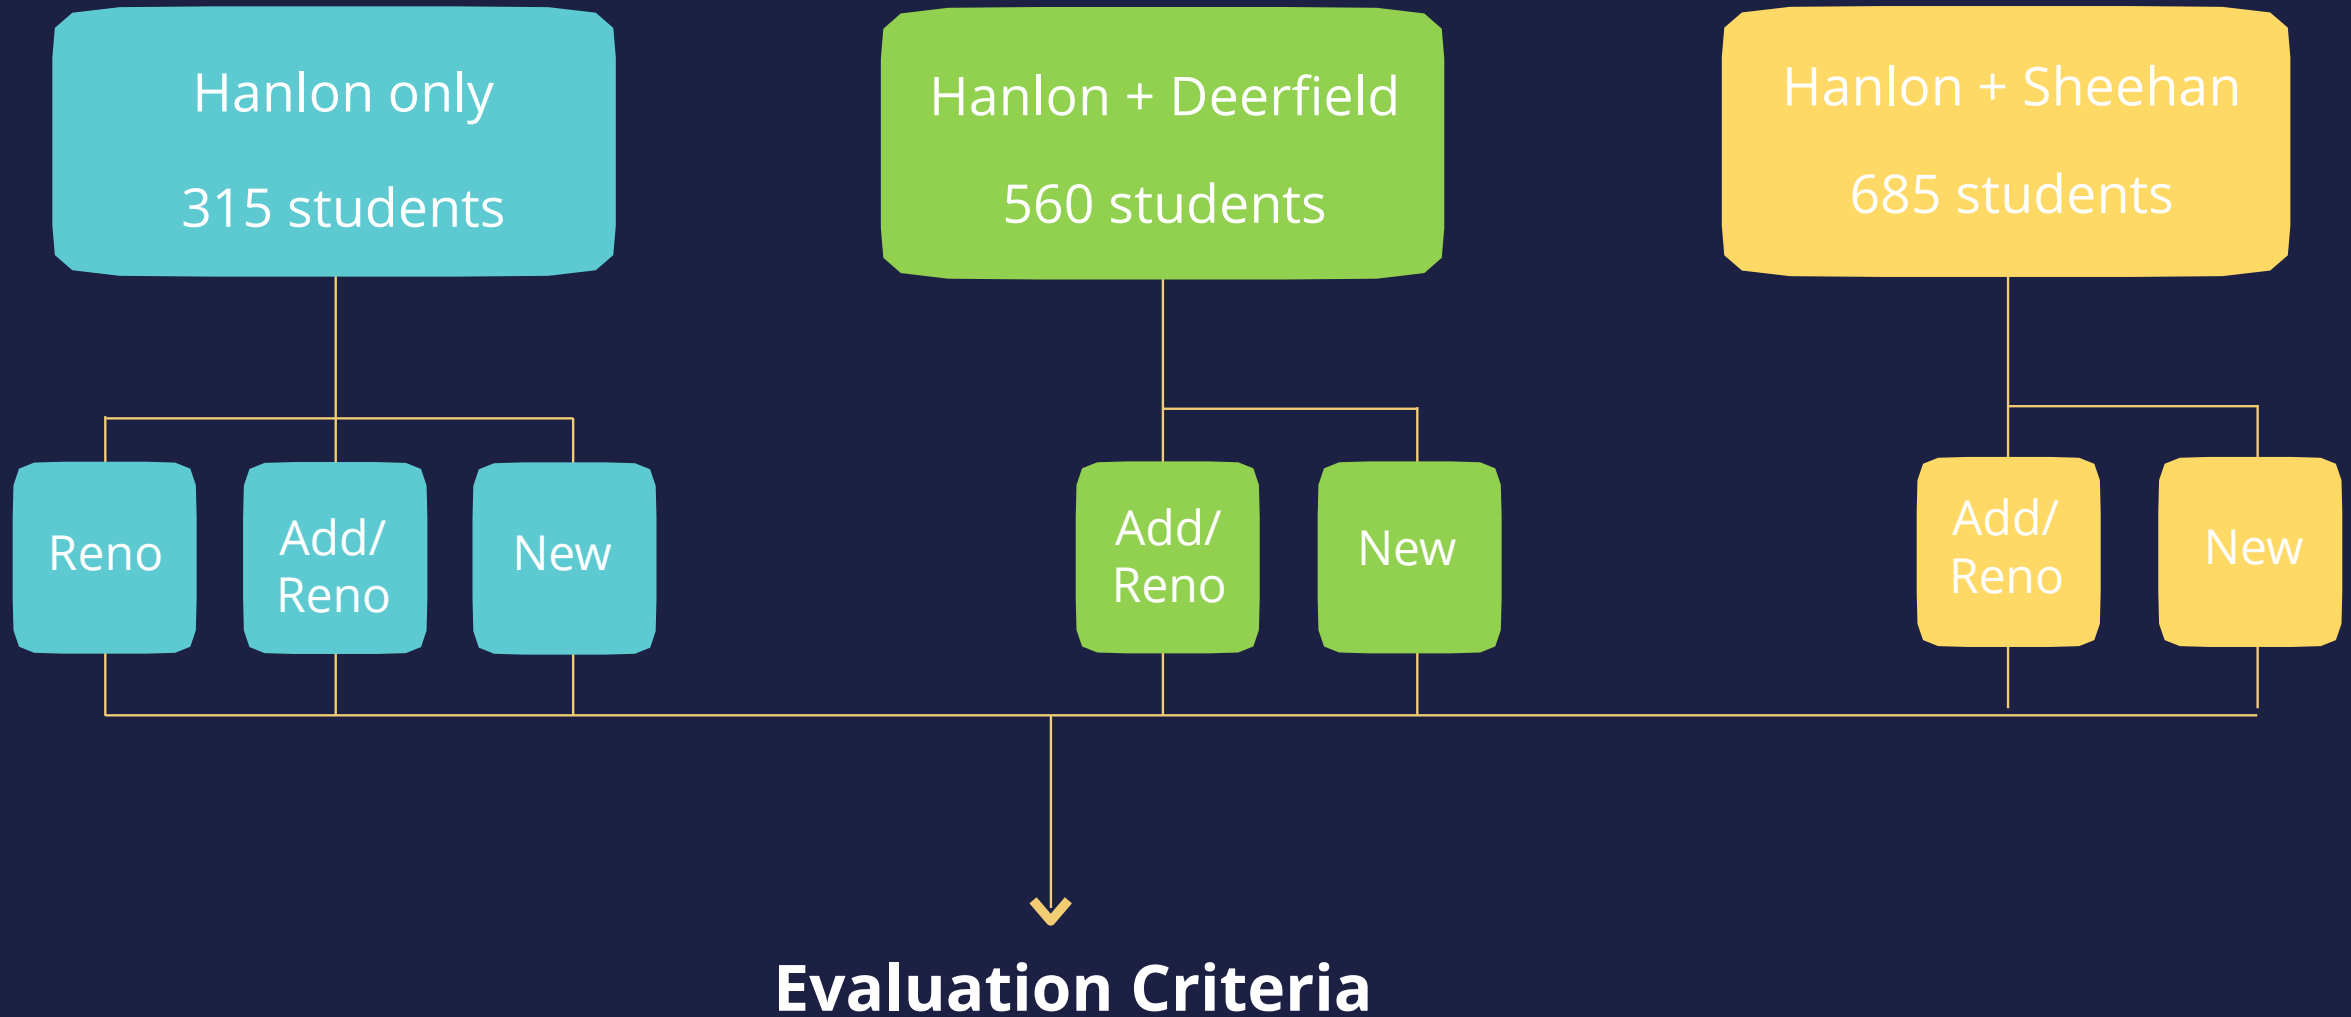 Hanlon only
315 students
Hanlon + Deerfield
560 students
Hanlon + Sheehan
685 students
Reno
Add/
Reno
New
Add/
Reno
New
Add/
Reno
New
Evaluation Criteria